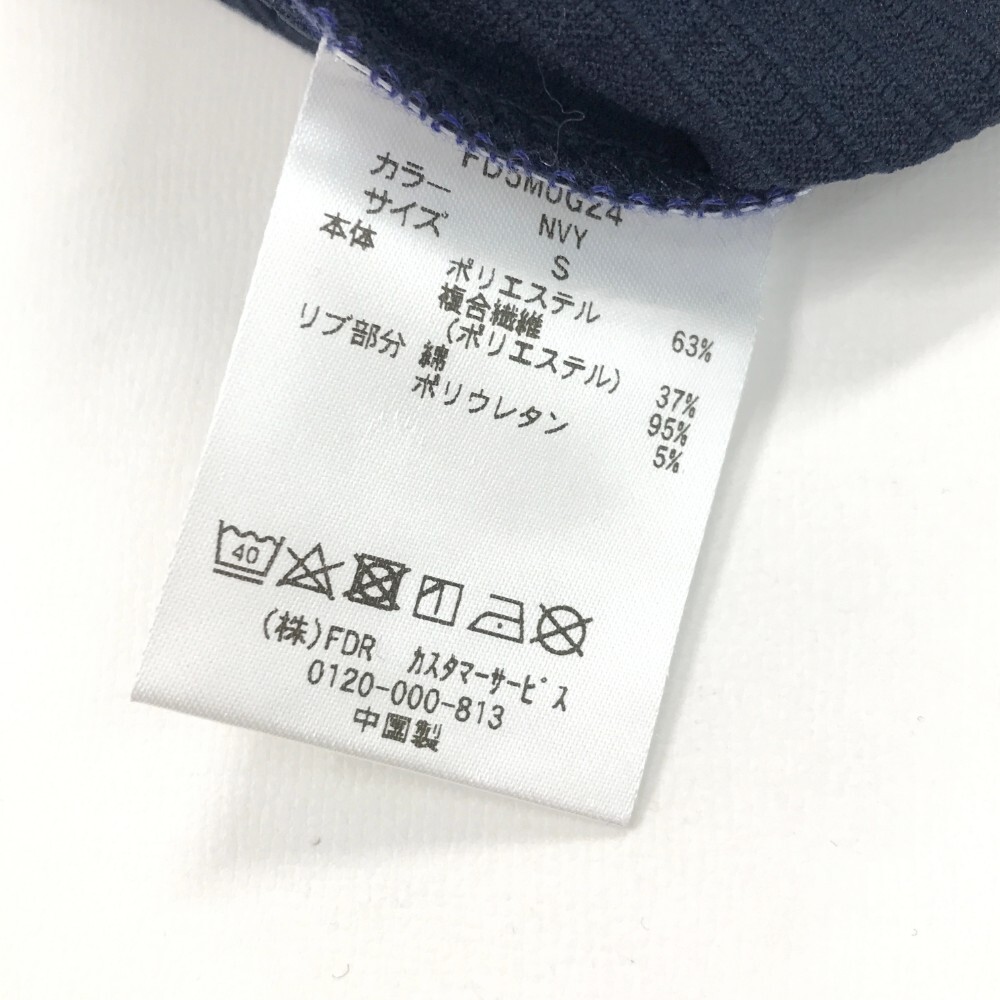 FD5MUG24
カラー NVY
サイズ S
本体 ポリエステル 63%
複合繊維
(ポリエステル) 37%
リブ部分 綿 95%
ポリウレタン 5%
40
(株)FDR カスタマーサービス
0120-000-813
中国製